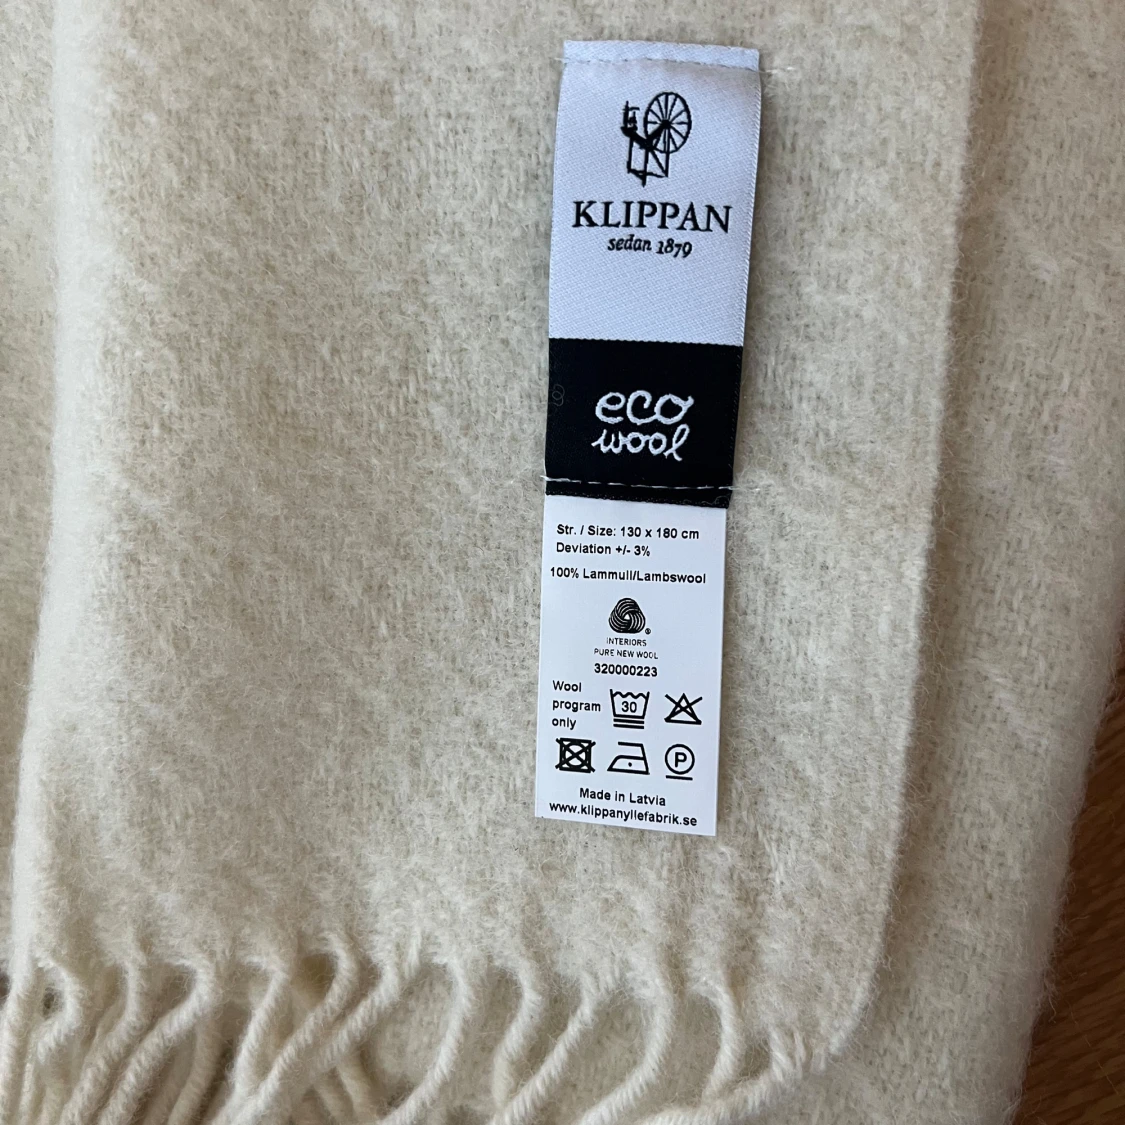 KLIPPAN
sedan 1879
eco
wool
Str. / Size: 130 x 180 cm
Deviation +/- 3%
100% Lammull/Lambswool
®
INTERIORS
PURE NEW WOOL
320000223
Wool
program
only
30
P
Made in Latvia
www.klippanyllefabrik.se